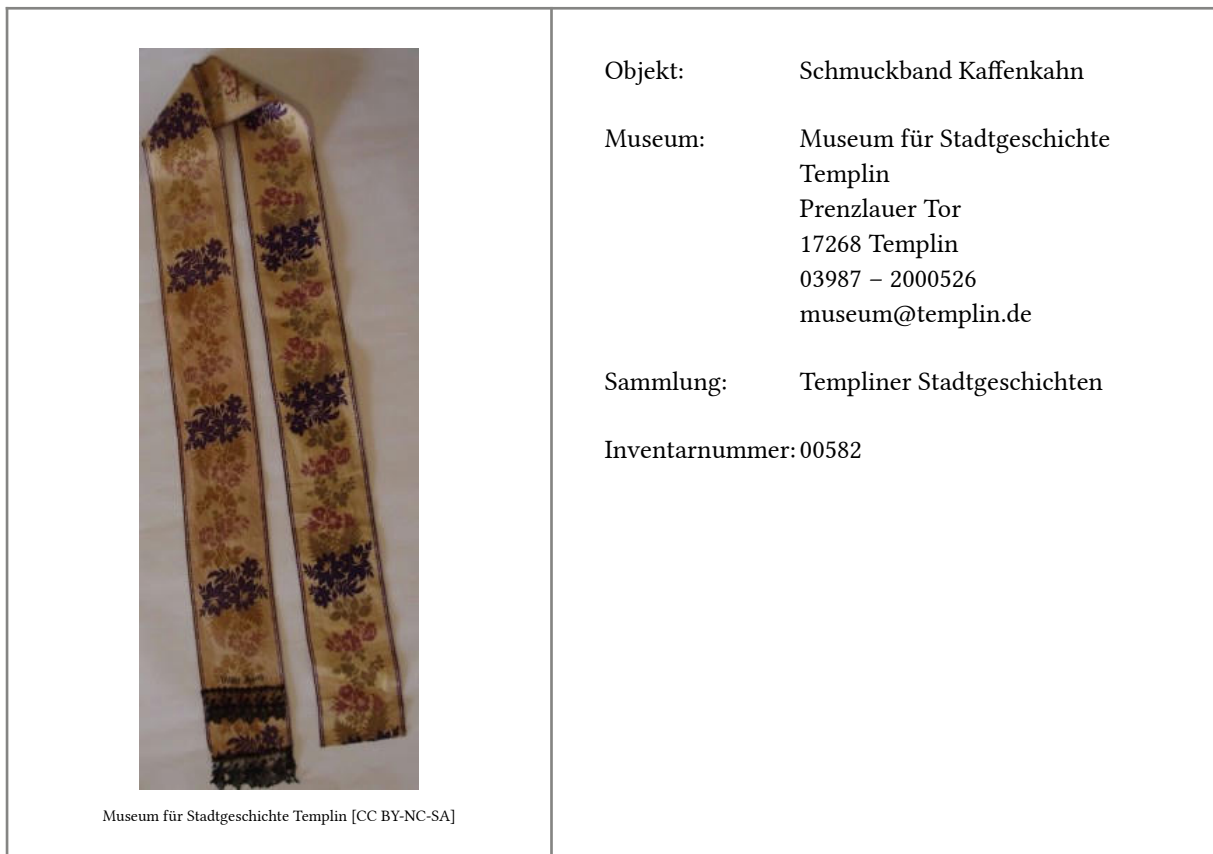 Museum für Stadtgeschichte Templin [CC BY-NC-SA]
Objekt: Schmuckband Kaffenkahn
Museum: Museum für Stadtgeschichte
Templin
Prenzlauer Tor
17268 Templin
03987 – 2000526
museum@templin.de
Sammlung: Templiner Stadtgeschichten
Inventarnummer: 00582